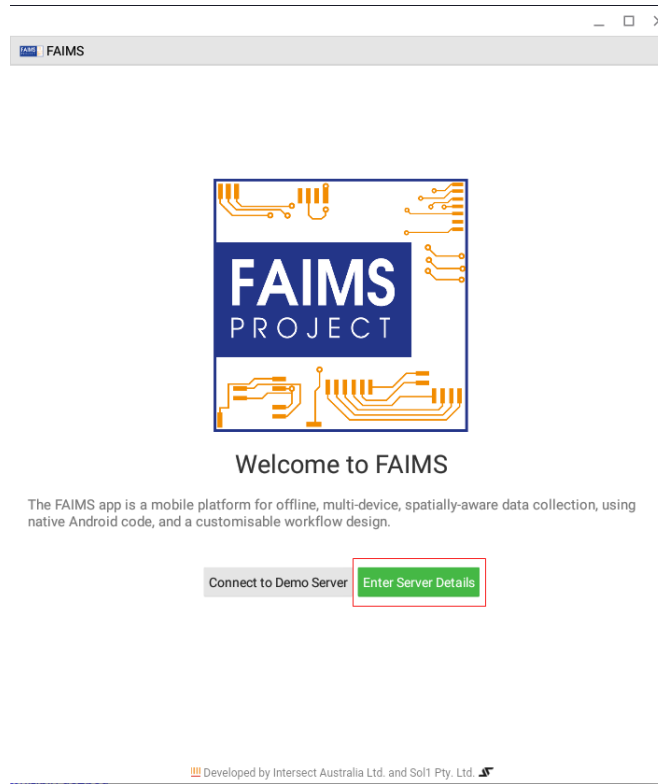 FAIMS
FAIMS
PROJECT
Welcome to FAIMS
The FAIMS app is a mobile platform for offline, multi-device, spatially-aware data collection, using
native Android code, and a customisable workflow design.
Connect to Demo Server Enter Server Details
Developed by Intersect Australia Ltd. and Sol1 Pty. Ltd.